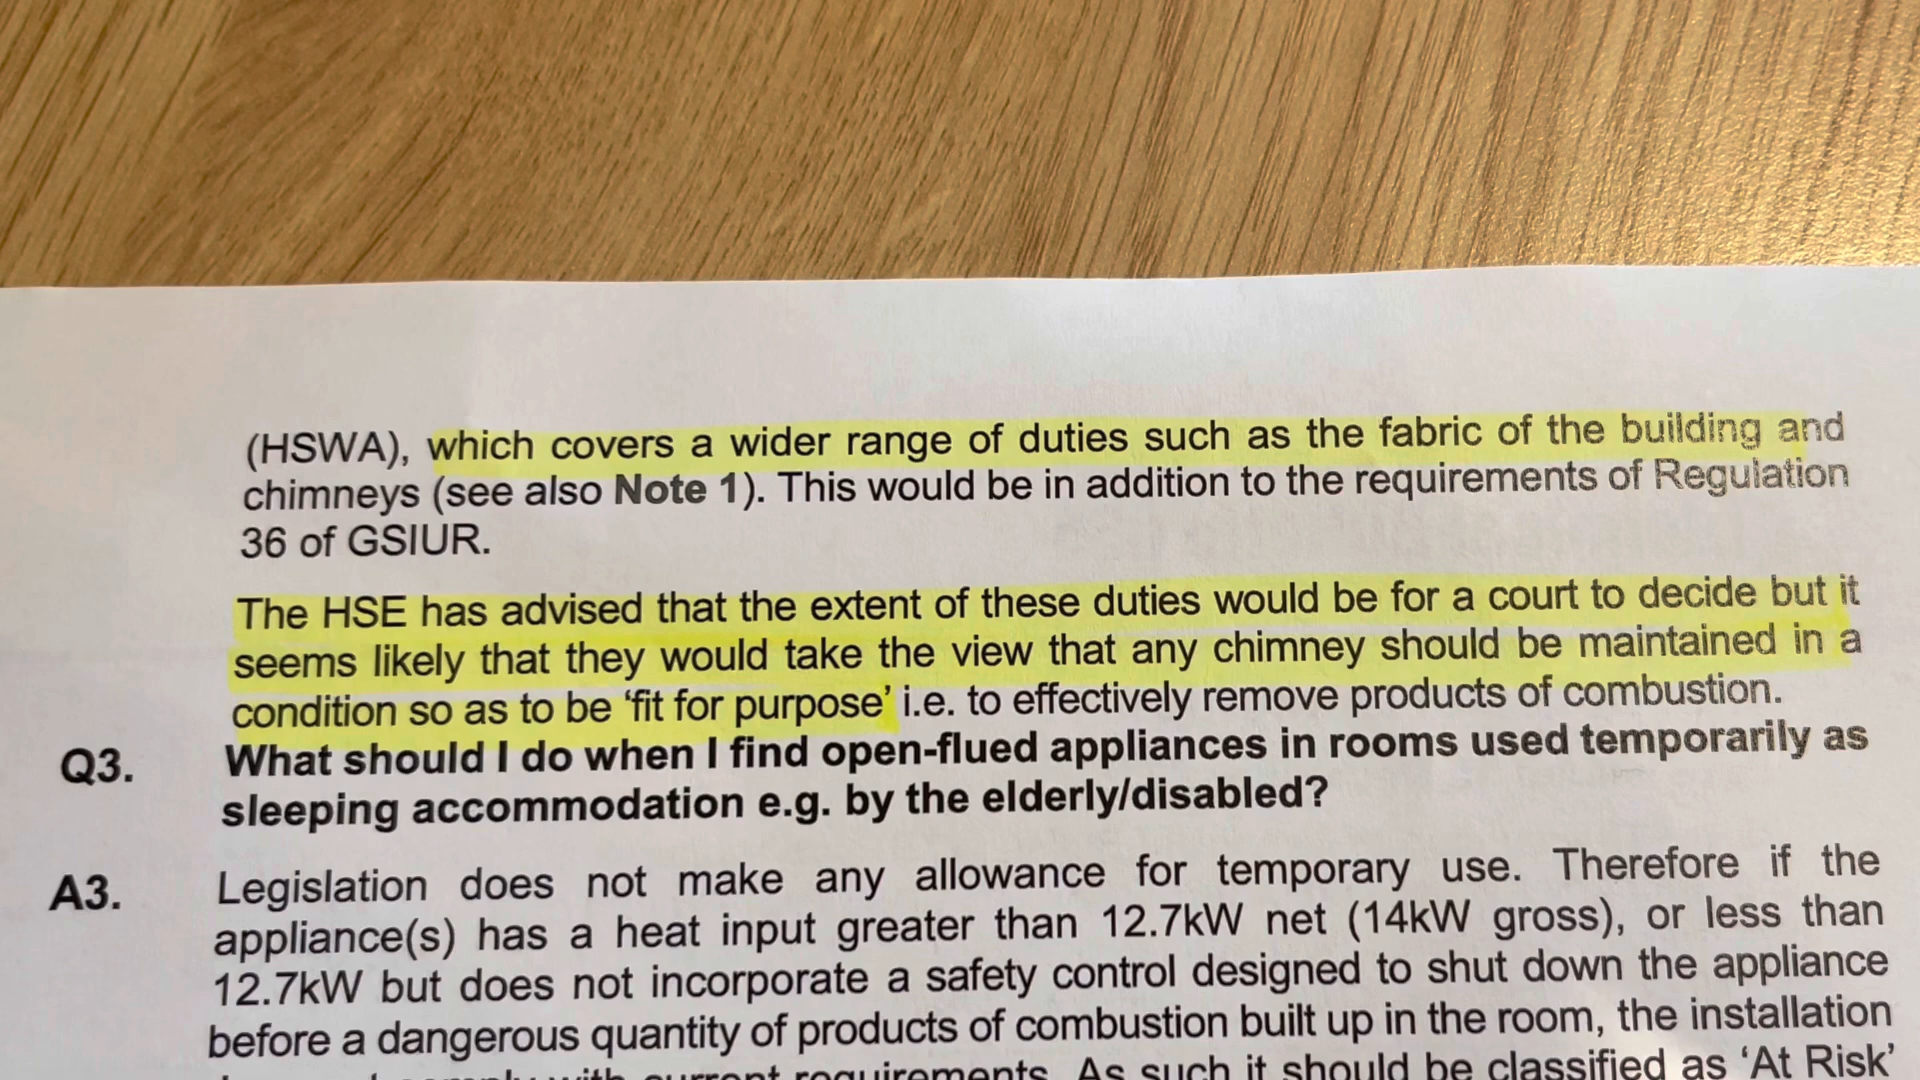 (HSWA), which covers a wider range of duties such as the fabric of the building and
chimneys (see also Note 1). This would be in addition to the requirements of Regulation
36 of GSIUR.
The HSE has advised that the extent of these duties would be for a court to decide but it
seems likely that they would take the view that any chimney should be maintained in a
condition so as to be ‘fit for purpose’ i.e. to effectively remove products of combustion.
Q3. What should I do when I find open-flued appliances in rooms used temporarily as
sleeping accommodation e.g. by the elderly/disabled?
A3. Legislation does not make any allowance for temporary use. Therefore if the
appliance(s) has a heat input greater than 12.7kW net (14kW gross), or less than
12.7kW but does not incorporate a safety control designed to shut down the appliance
before a dangerous quantity of products of combustion built up in the room, the installation
comply with current requirements. As such it should be classified as ‘At Risk’